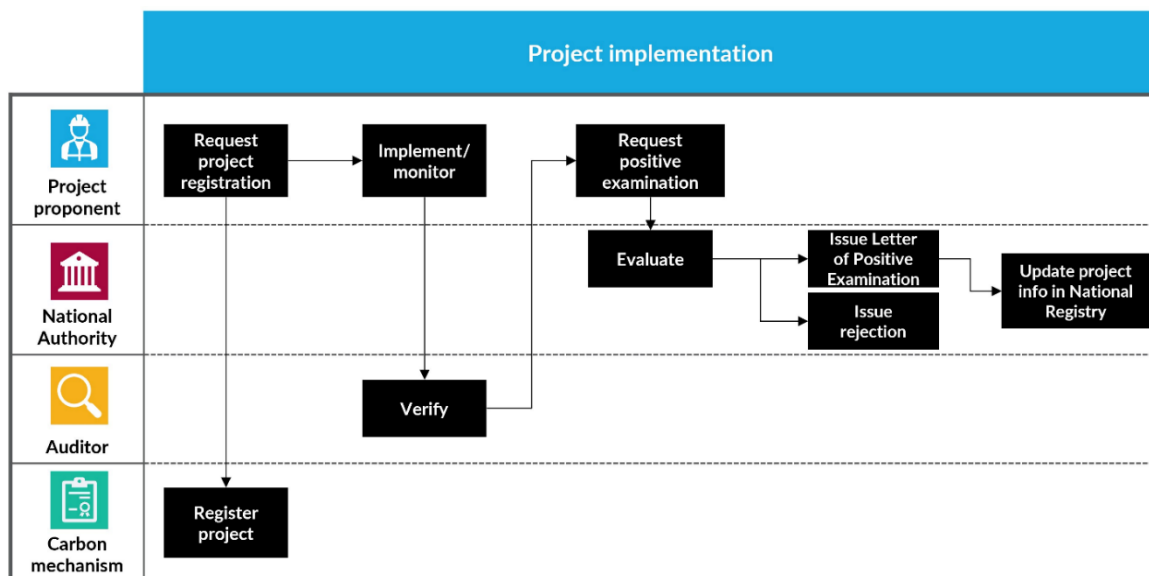 Project implementation
Project
proponent
Request
project
registration
Implement/
monitor
Request
positive
examination
National
Authority
Evaluate
Issue Letter
of Positive
Examination
Issue
rejection
Update project
info in National
Registry
Auditor
Verify
Carbon
mechanism
Register
project